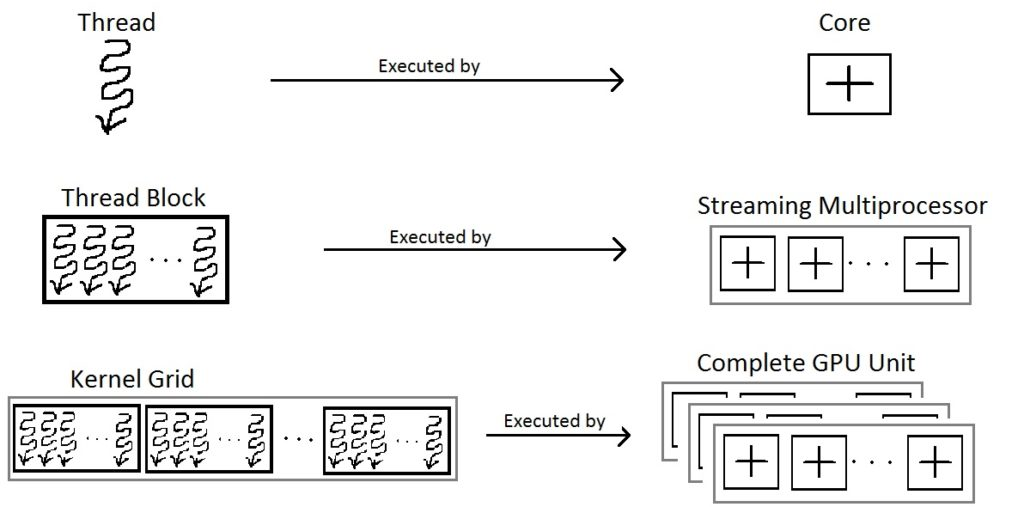 Thread
Executed by
Core
Thread Block
Executed by
Streaming Multiprocessor
Kernel Grid
Executed by
Complete GPU Unit